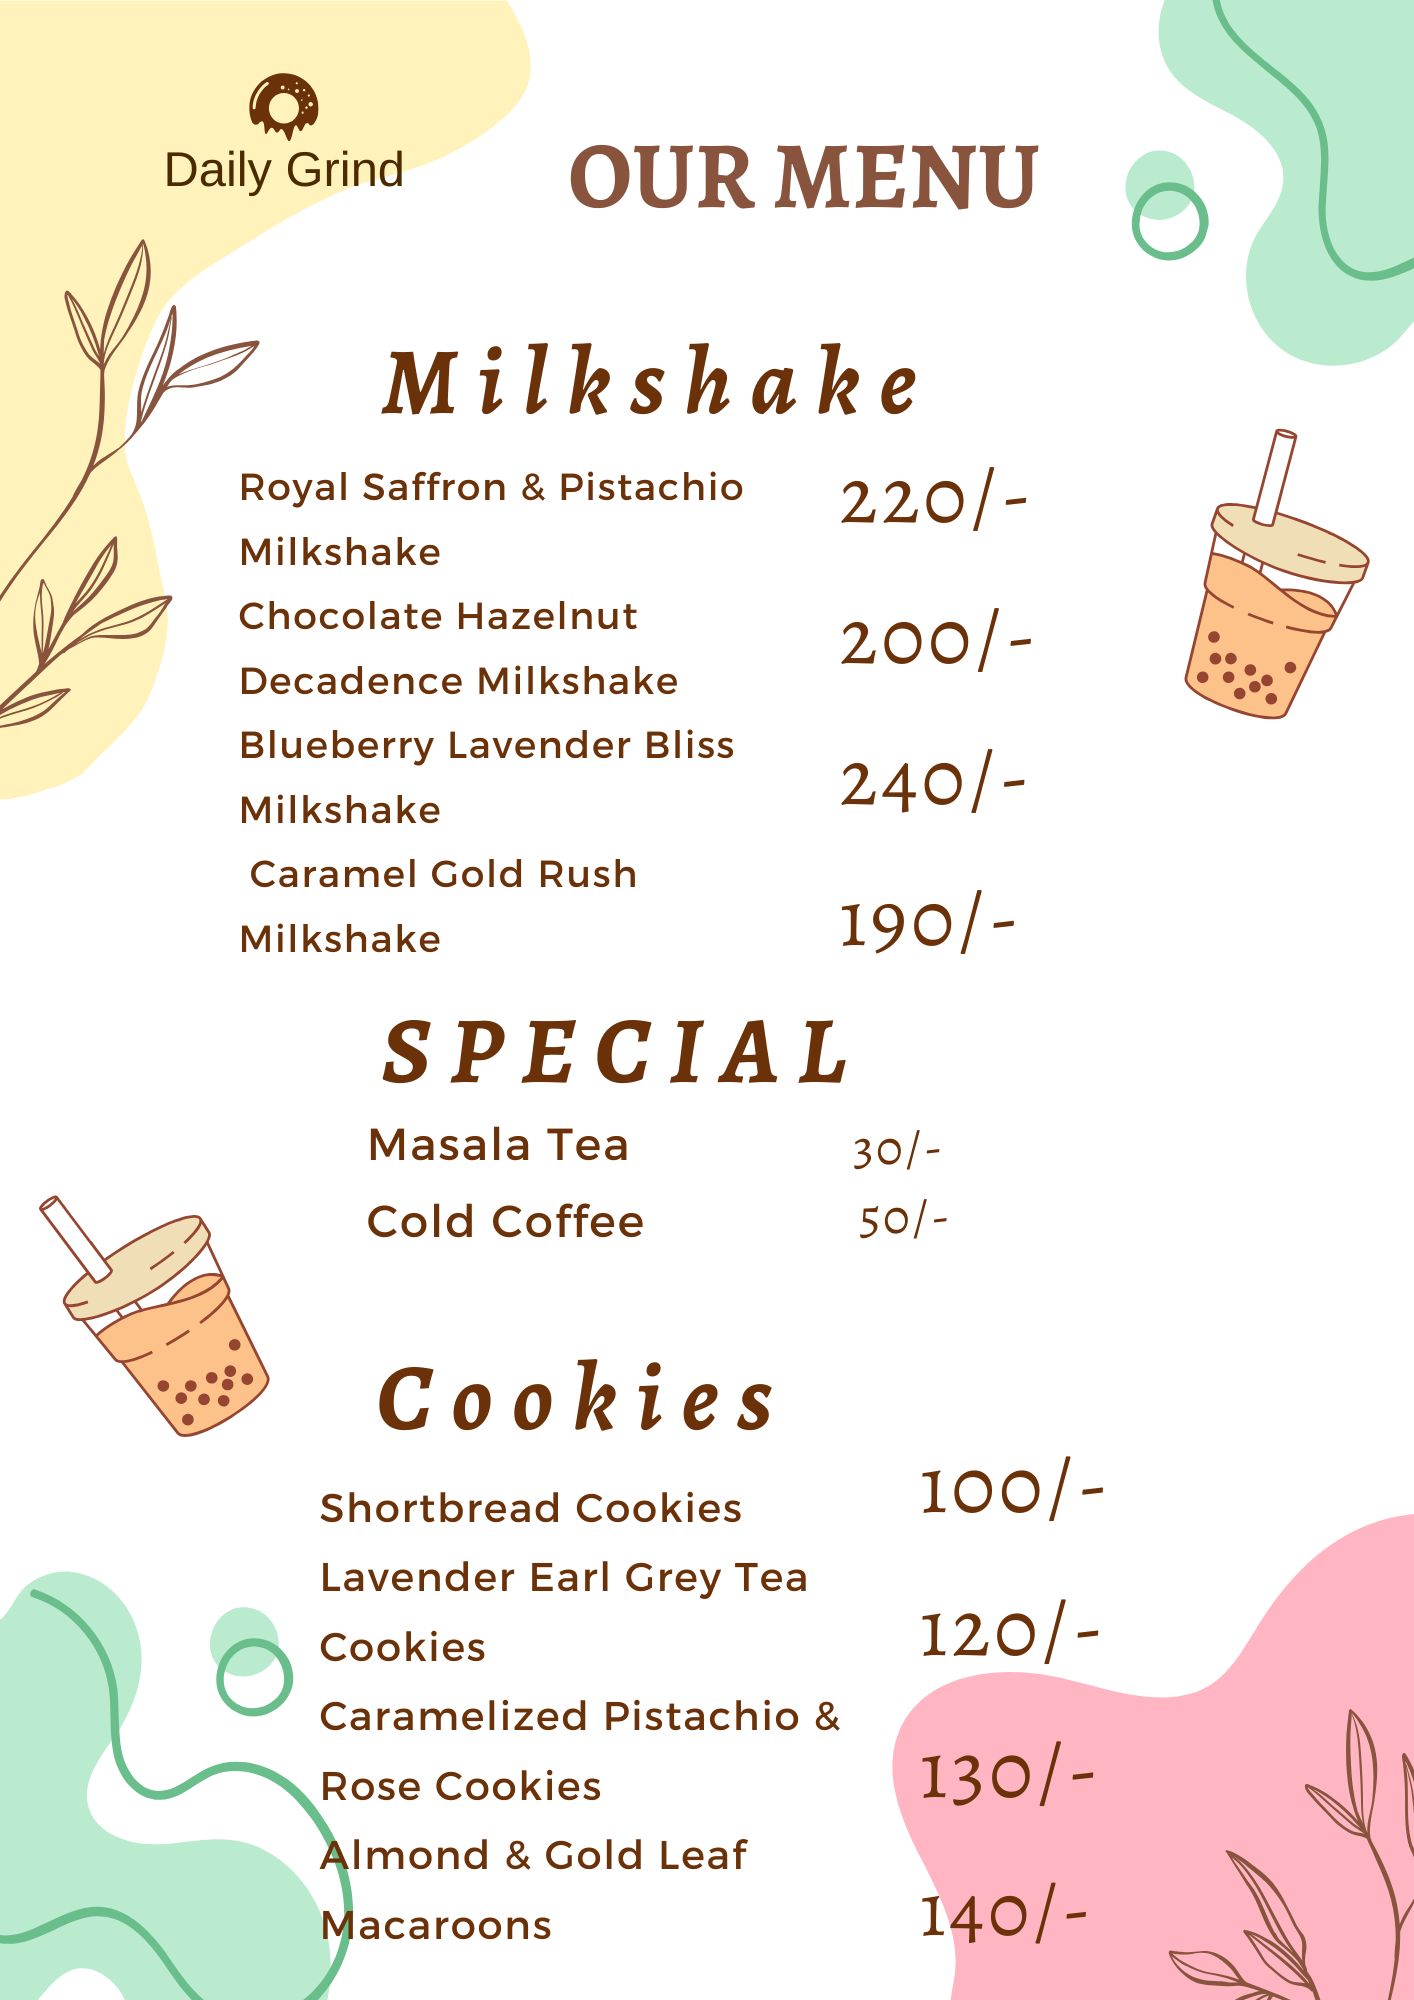 Daily Grind
OUR MENU
Milkshake
Royal Saffron & Pistachio
Milkshake
220/-
Chocolate Hazelnut
Decadence Milkshake
200/-
Blueberry Lavender Bliss
Milkshake
240/-
Caramel Gold Rush
Milkshake
190/-
SPECIAL
Masala Tea 30/-
Cold Coffee 50/-
Cookies
Shortbread Cookies 100/-
Lavender Earl Grey Tea
Cookies
120/-
Caramelized Pistachio &
Rose Cookies
130/-
Almond & Gold Leaf
Macaroons
140/-